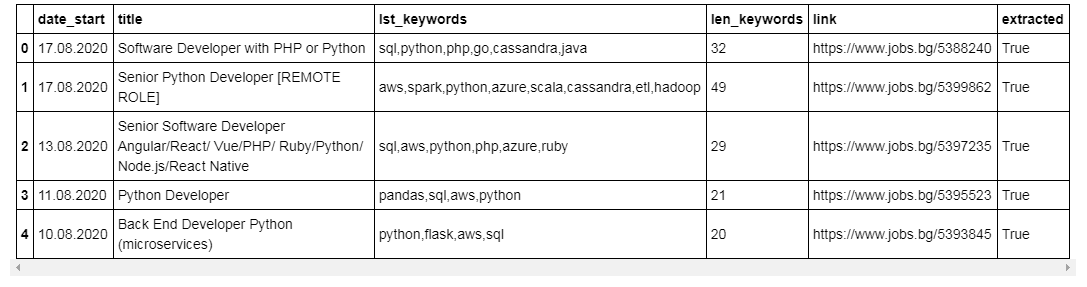 date_start title lst_keywords len_keywords link extracted
0 17.08.2020 Software Developer with PHP or Python sql,python,php,go,cassandra,java 32 https://www.jobs.bg/5388240 True
1 17.08.2020 Senior Python Developer [REMOTE ROLE] aws,spark,python,azure,scala,cassandra,etl,hadoop 49 https://www.jobs.bg/5399862 True
2 13.08.2020 Senior Software Developer Angular/React/ Vue/PHP/ Ruby/Python/ Node.js/React Native sql,aws,python,php,azure,ruby 29 https://www.jobs.bg/5397235 True
3 11.08.2020 Python Developer pandas,sql,aws,python 21 https://www.jobs.bg/5395523 True
4 10.08.2020 Back End Developer Python (microservices) python,flask,aws,sql 20 https://www.jobs.bg/5393845 True